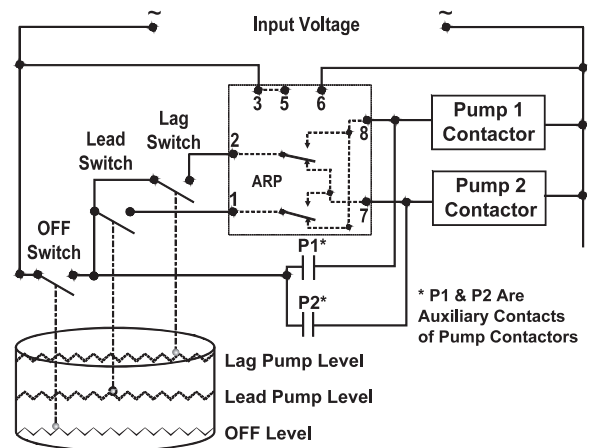 ~ Input Voltage ~
3 5 6
Pump 1
Contactor
8
Lag
Switch
2
Lead
Switch
ARP
1
7
Pump 2
Contactor
OFF
Switch
P1*
P2*
* P1 & P2 Are
Auxiliary Contacts
of Pump Contactors
Lag Pump Level
Lead Pump Level
OFF Level